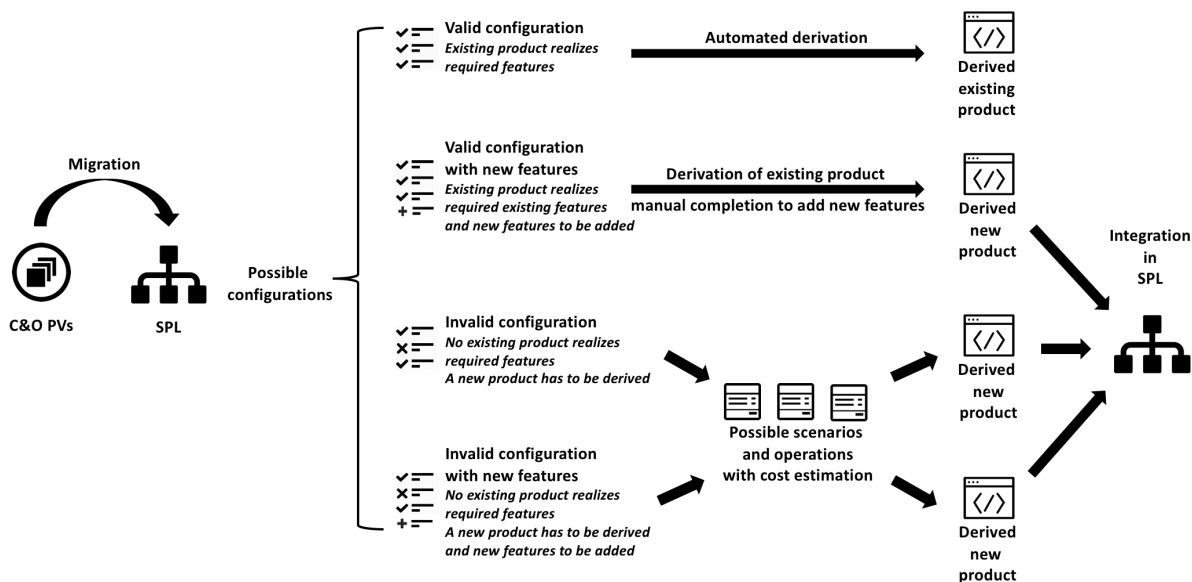 Migration
C&O PVs
SPL
Possible
configurations
Valid configuration
Existing product realizes
required features
Automated derivation
Derived
existing
product
Valid configuration
with new features
Existing product realizes
required existing features
and new features to be added
Derivation of existing product
manual completion to add new features
Derived
new
product
Invalid configuration
No existing product realizes
required features
A new product has to be derived
Invalid configuration
with new features
No existing product realizes
required features
A new product has to be derived
and new features to be added
Possible scenarios
and operations
with cost estimation
Derived
new
product
Derived
new
product
Integration
in
SPL